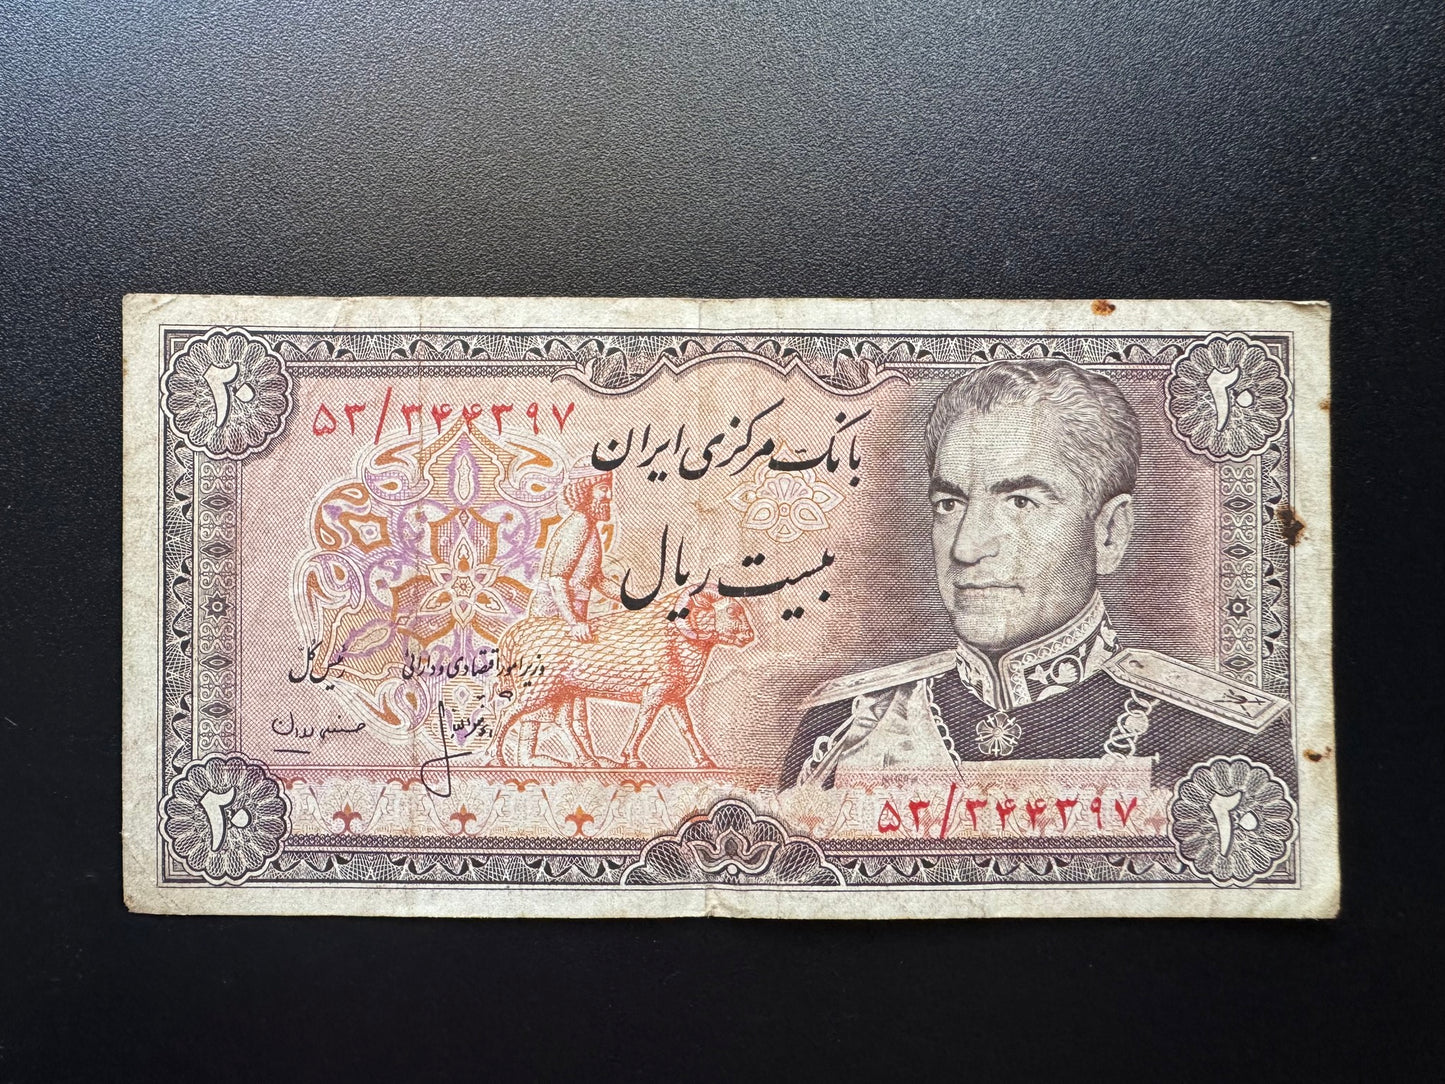 ۲۰
۲۰
۵۳/۳۴۴۳۹۷
بانک مرکزی ایران
بیست ریال
وزیر امور اقتصادی و دارائی
رئیس کل
۵۳/۳۴۴۳۹۷
۲۰
۲۰